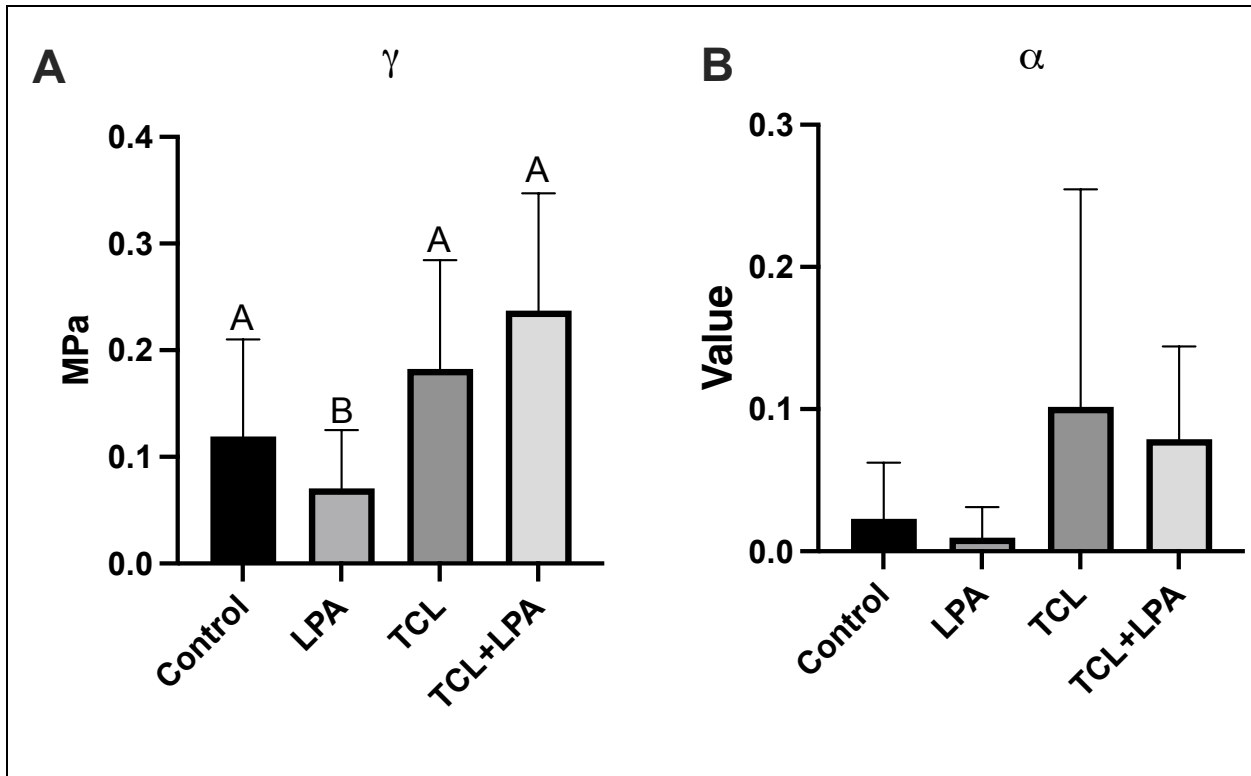 A
γ
MPa
0.4
0.3
0.2
0.1
0.0
A
B
A
A
Control
LPA
TCL
TCL+LPA
B
α
Value
0.3
0.2
0.1
0.0
Control
LPA
TCL
TCL+LPA